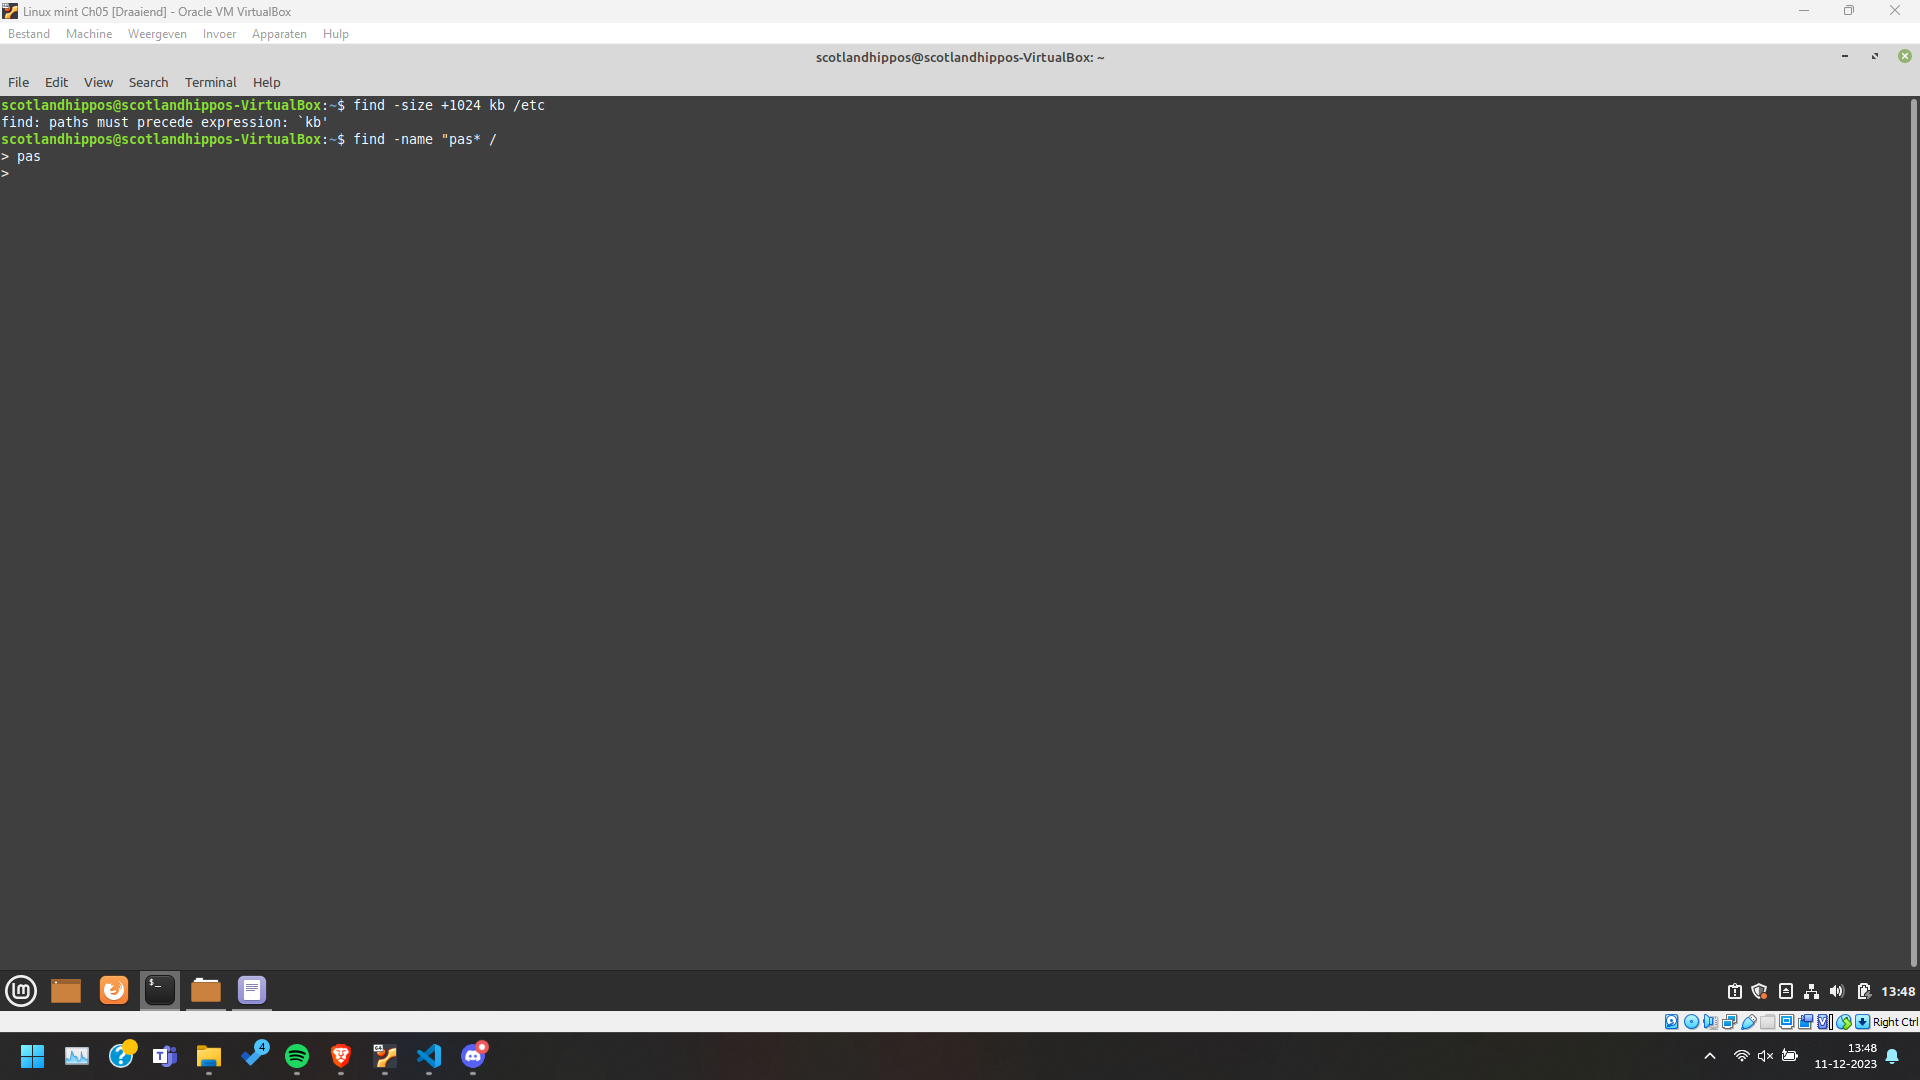 Linux mint Ch05 [Draaiend] - Oracle VM VirtualBox
Bestand Machine Weergeven Invoer Apparaten Hulp
scotlandhippos@scotlandhippos-VirtualBox: ~
File Edit View Search Terminal Help
scotlandhippos@scotlandhippos-VirtualBox:~$ find -size +1024 kb /etc
find: paths must precede expression: `kb'
scotlandhippos@scotlandhippos-VirtualBox:~$ find -name "pas* /
> pas
>
$_
lm
13:48
Right Ctrl
4
13:48
11-12-2023